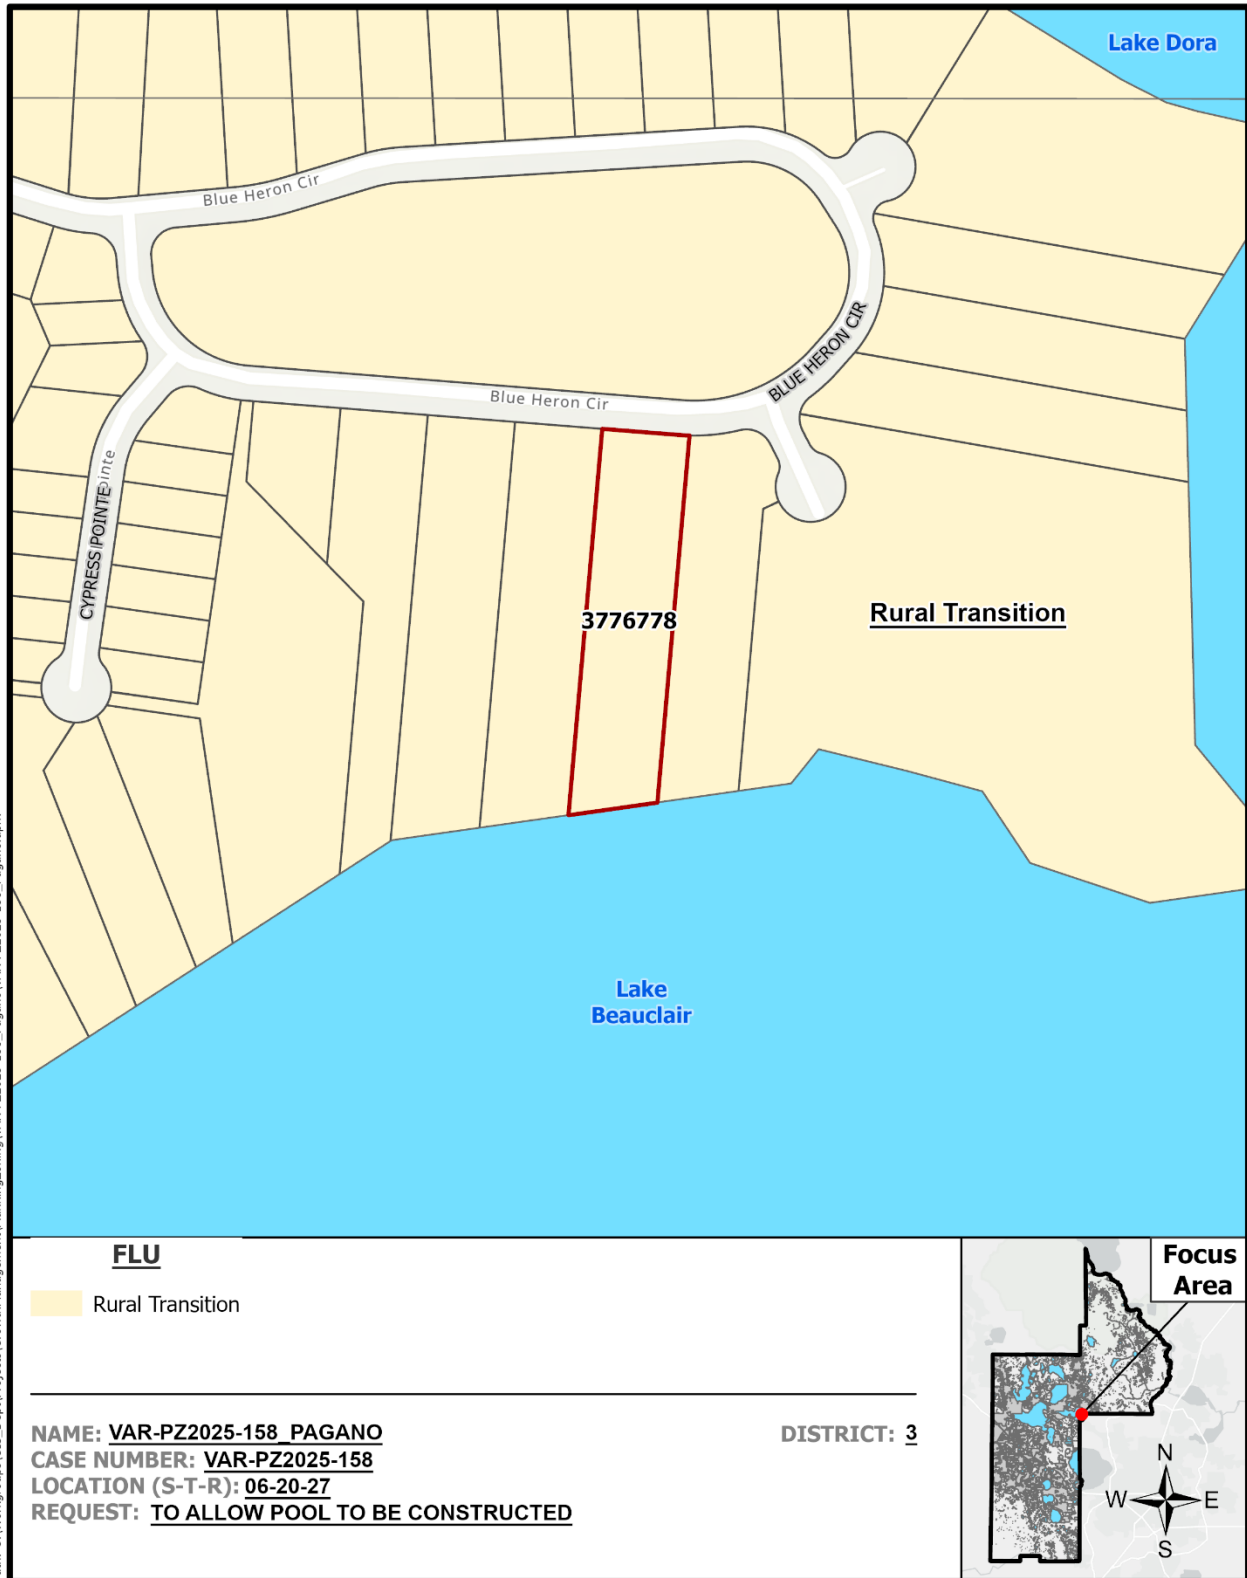 Lake Dora
Blue Heron Cir
BLUE HERON CIR
Blue Heron Cir
CYPRESS POINTE
3776778
Rural Transition
Lake
Beauclair
FLU
Rural Transition
Focus
Area
NAME: VAR-PZ2025-158_PAGANO
DISTRICT: 3
CASE NUMBER: VAR-PZ2025-158
LOCATION (S-T-R): 06-20-27
REQUEST: TO ALLOW POOL TO BE CONSTRUCTED
N
W E
S